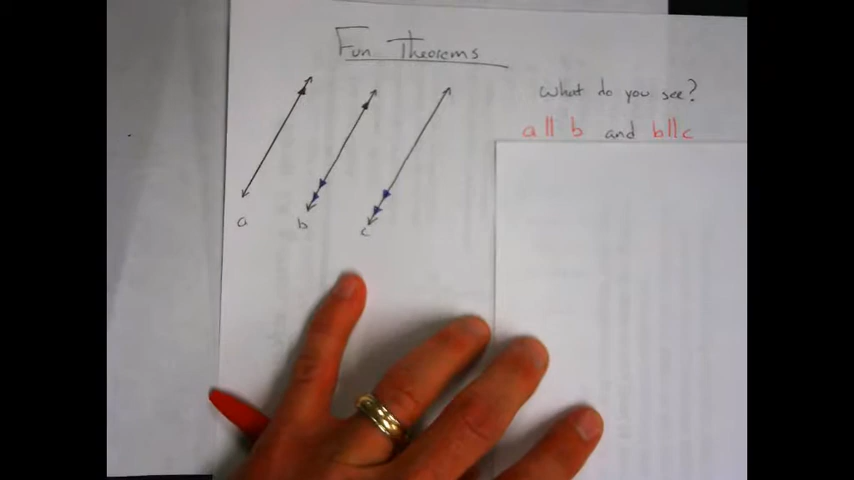 Fun Theorems
What do you see?
a || b and b || c
a b c